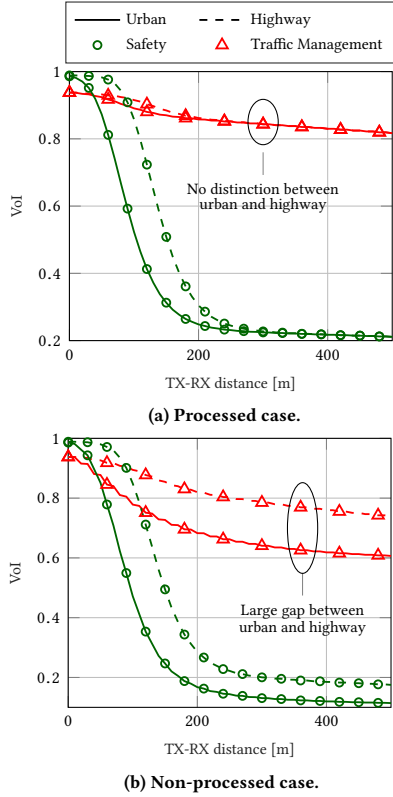 Urban Highway
Safety Traffic Management
1
0.8
0.6
0.4
0.2
VoI
No distinction between
urban and highway
0 200 400
TX-RX distance [m]
(a) Processed case.
1
0.8
0.6
0.4
0.2
VoI
Large gap between
urban and highway
0 200 400
TX-RX distance [m]
(b) Non-processed case.